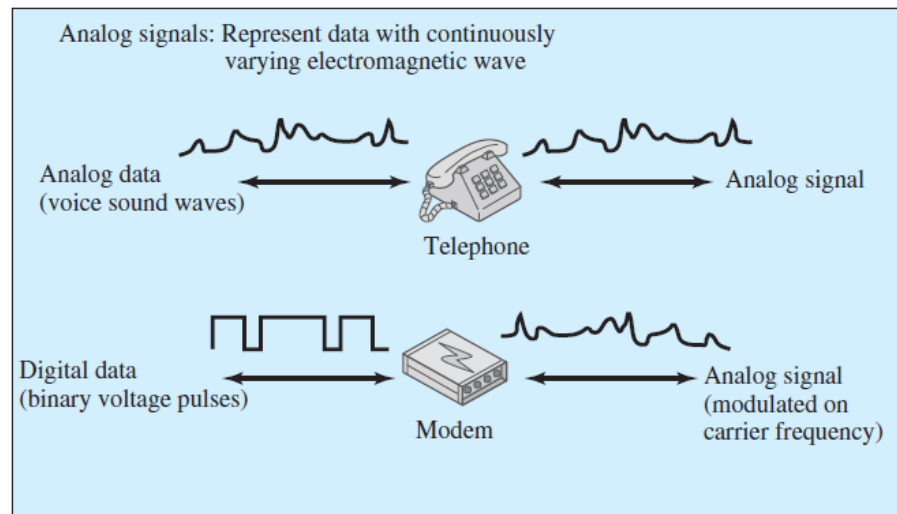 Analog signals: Represent data with continuously
varying electromagnetic wave
Analog data
(voice sound waves)
Analog signal
Telephone
Digital data
(binary voltage pulses)
Analog signal
(modulated on
carrier frequency)
Modem